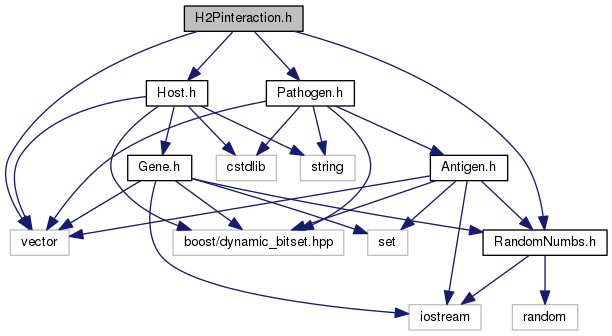 H2Pinteraction.h
Host.h
Pathogen.h
Gene.h
cstdlib
string
Antigen.h
vector
boost/dynamic_bitset.hpp
set
RandomNumbs.h
iostream
random